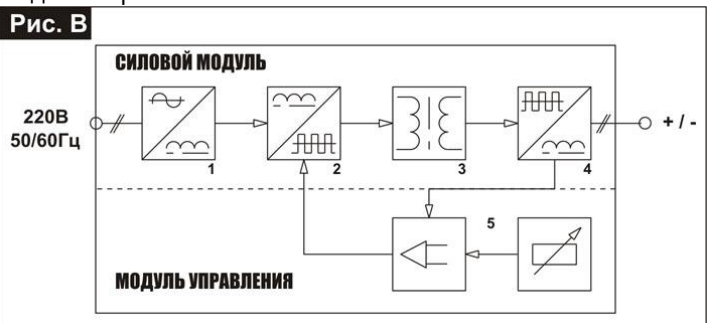 Рис. В
СИЛОВОЙ МОДУЛЬ
220В
50/60Гц
+ / -
1
2
3
4
5
МОДУЛЬ УПРАВЛЕНИЯ